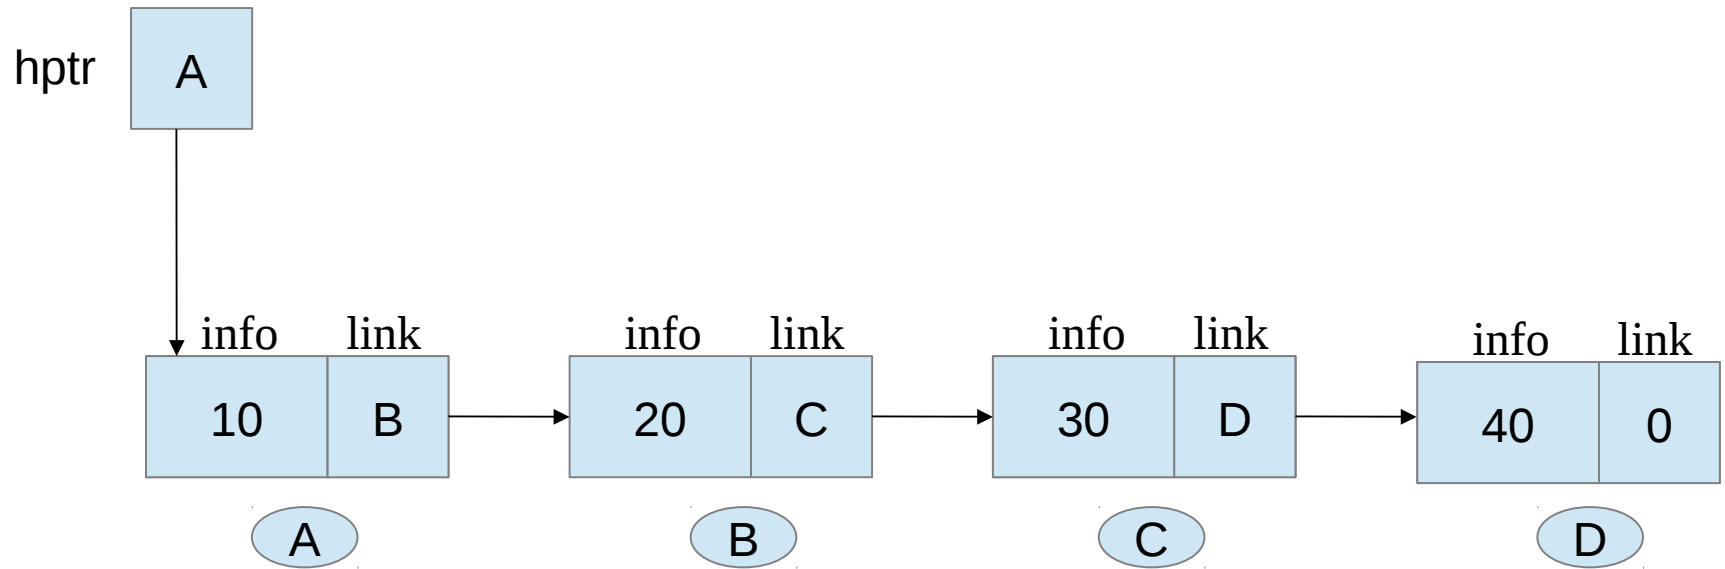 hptr A
info link info link info link info link
10 B 20 C 30 D 40 0
A B C D